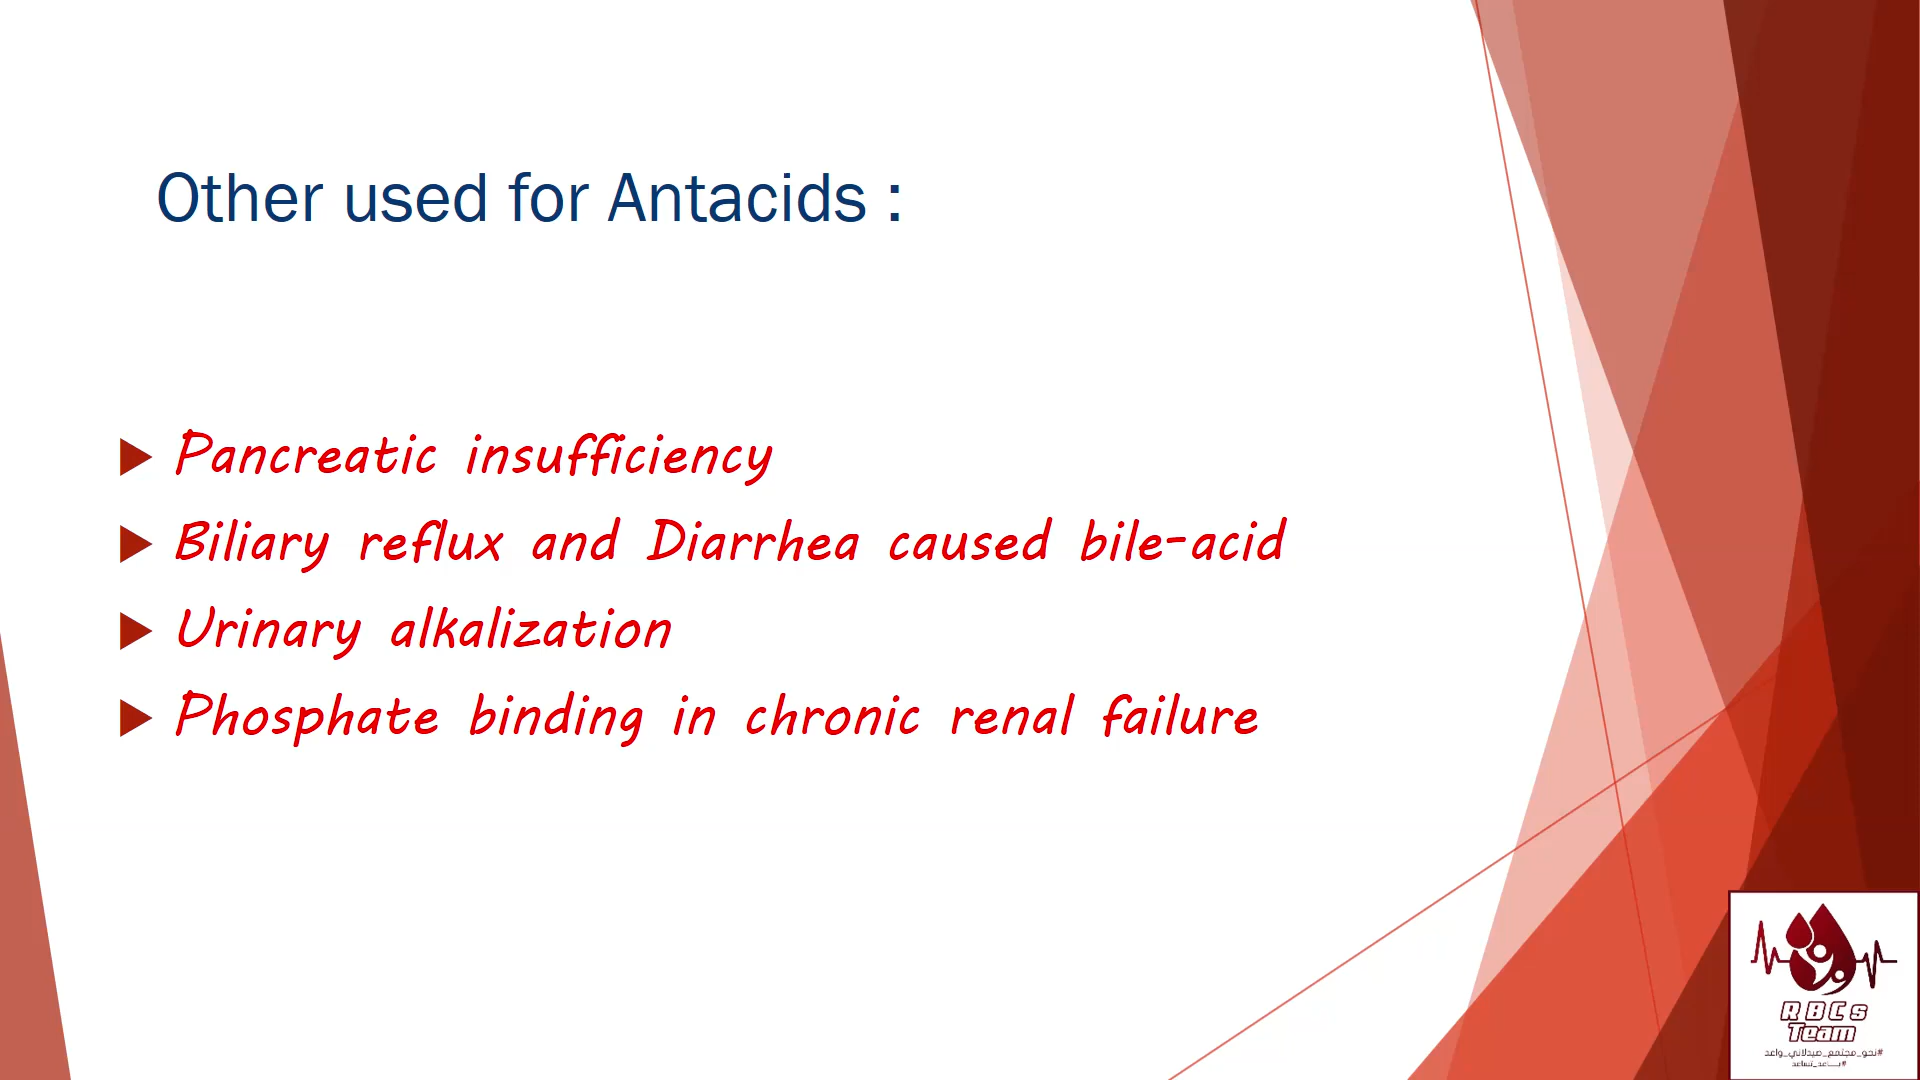 Other used for Antacids :
Pancreatic insufficiency
Biliary reflux and Diarrhea caused bile-acid
Urinary alkalization
Phosphate binding in chronic renal failure
RBCs
Team
#نحو_مجتمع_صيدلاني_واعد